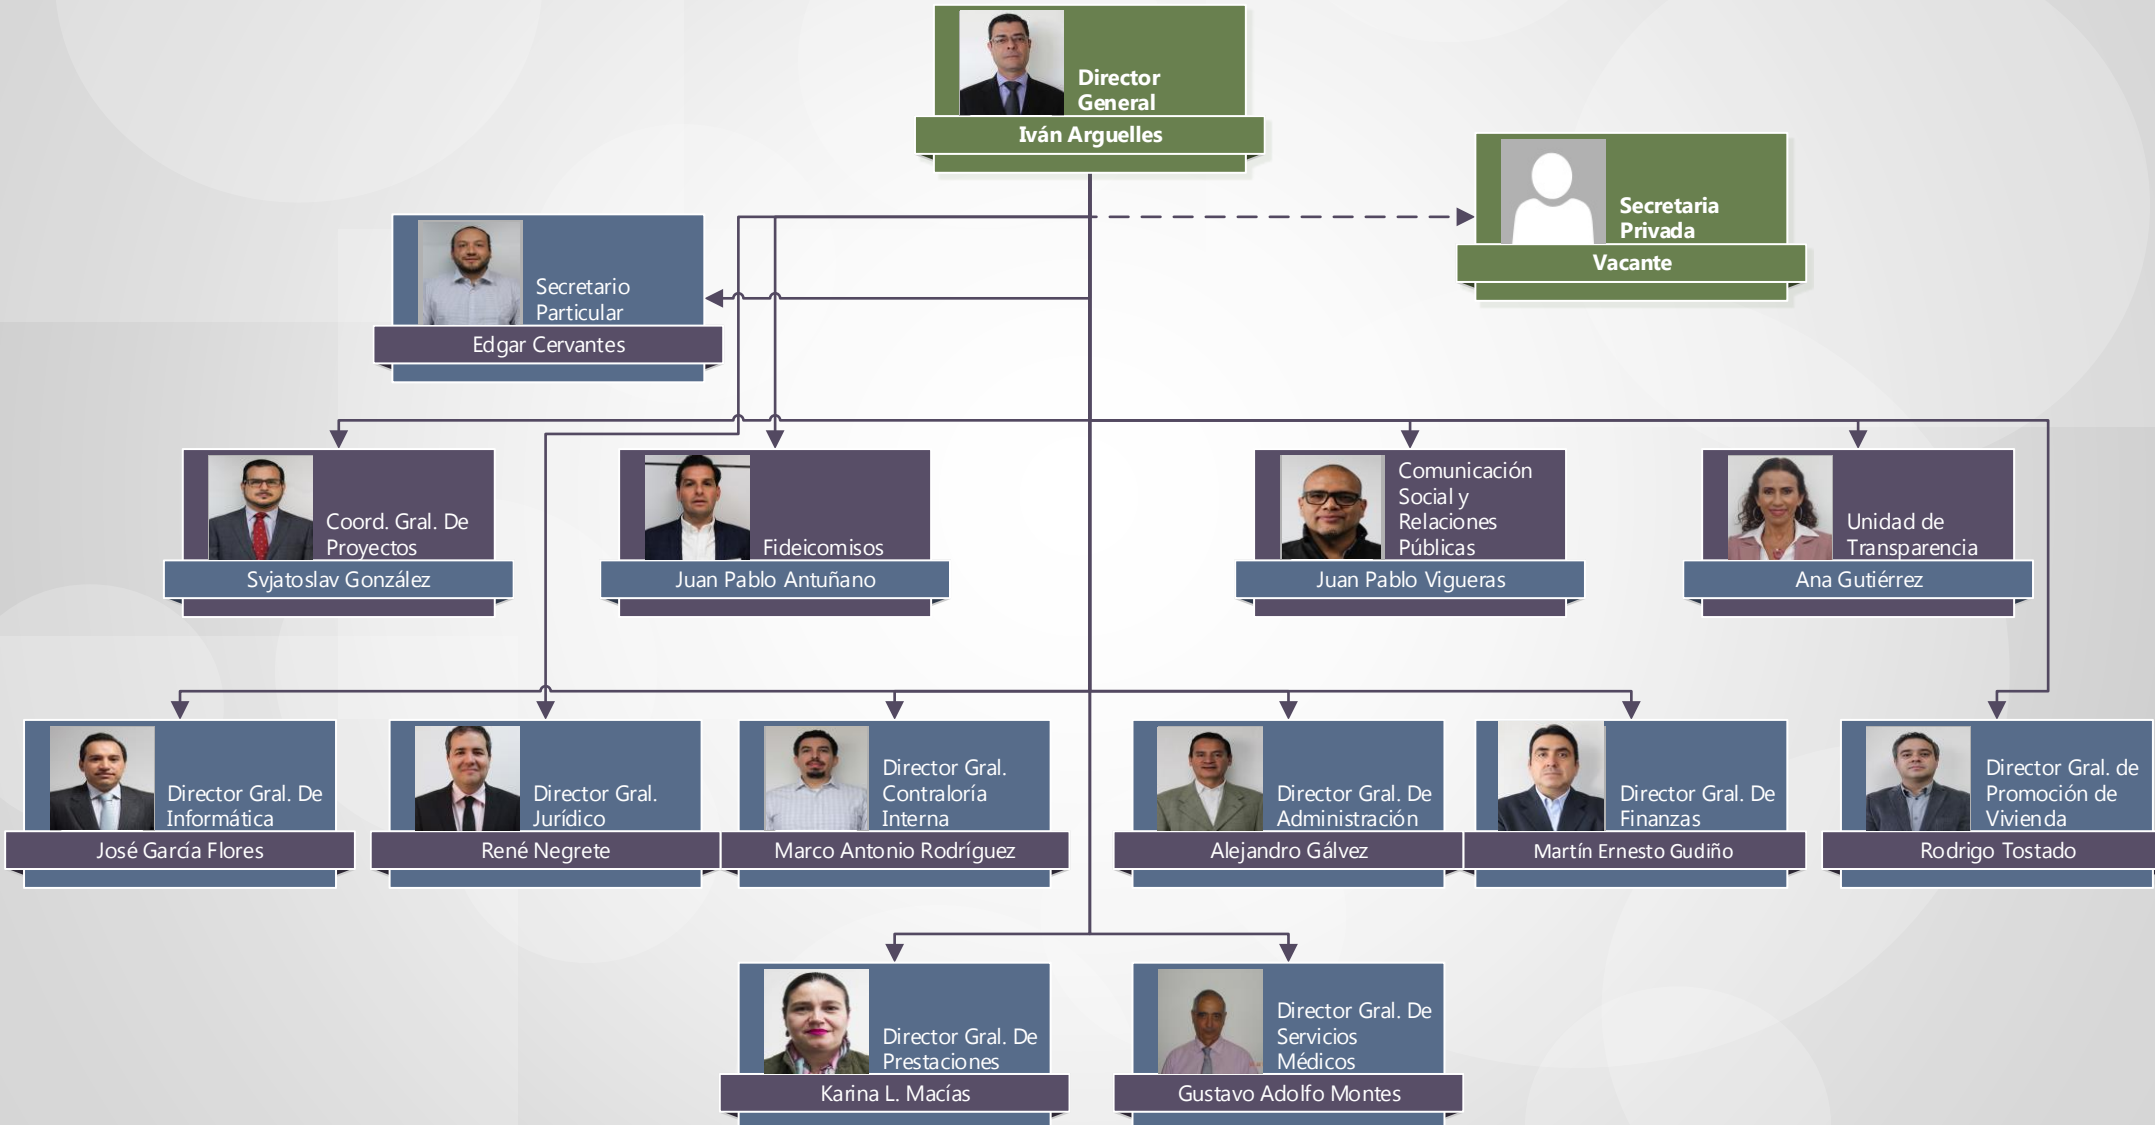 Director
General
Iván Arguelles
Secretaria
Privada
Vacante
Secretario
Particular
Edgar Cervantes
Coord. Gral. De
Proyectos
Svjatoslav González
Fideicomisos
Juan Pablo Antuñano
Comunicación
Social y
Relaciones
Públicas
Juan Pablo Vigueras
Unidad de
Transparencia
Ana Gutiérrez
Director Gral. De
Informática
José García Flores
Director Gral.
Jurídico
René Negrete
Director Gral.
Contraloría
Interna
Marco Antonio Rodríguez
Director Gral. De
Administración
Alejandro Gálvez
Director Gral. De
Finanzas
Martín Ernesto Gudiño
Director Gral. de
Promoción de
Vivienda
Rodrigo Tostado
Director Gral. De
Prestaciones
Karina L. Macías
Director Gral. De
Servicios
Médicos
Gustavo Adolfo Montes